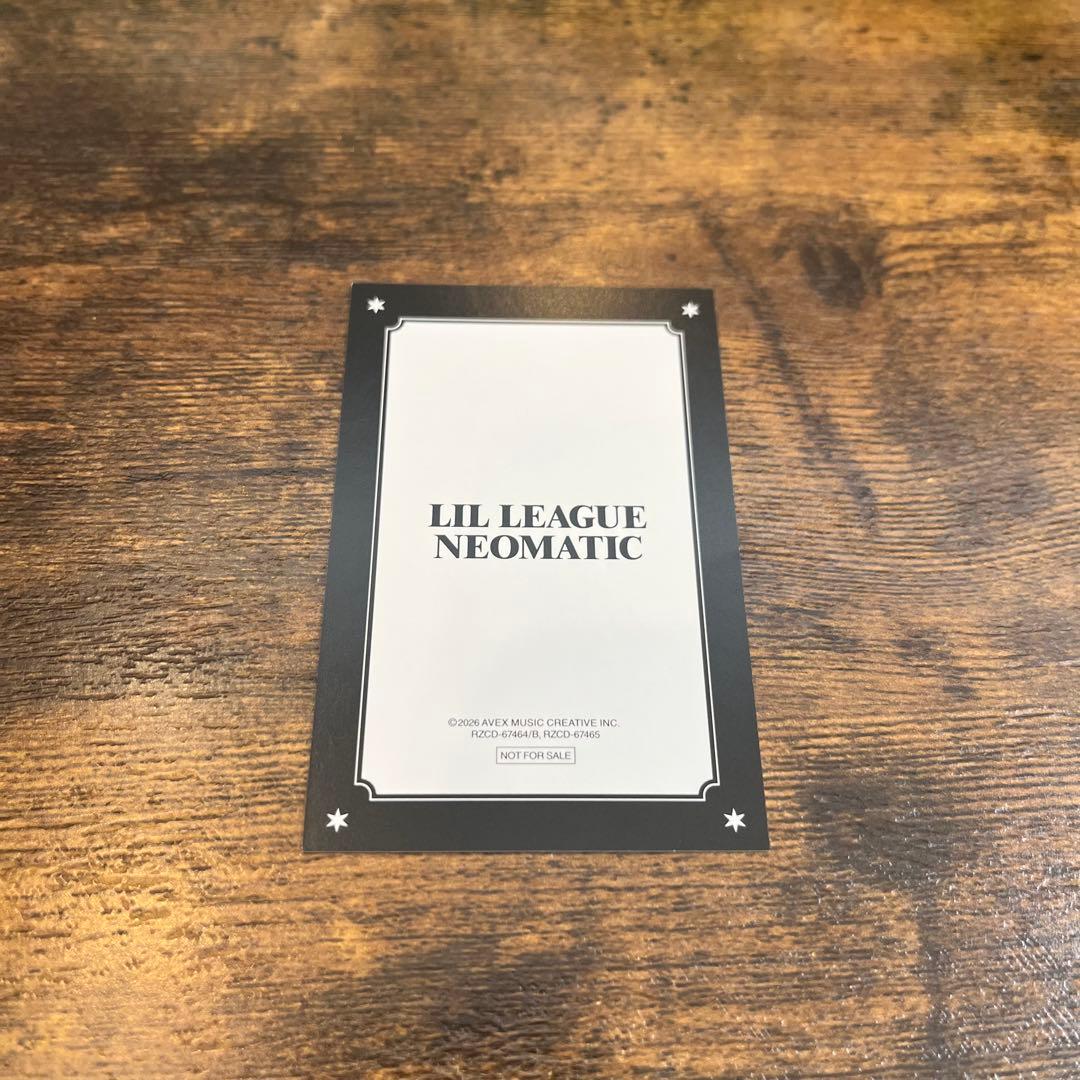 LIL LEAGUE
NEOMATIC
©2026 AVEX MUSIC CREATIVE INC.
RZCD-67464/B, RZCD-67465
NOT FOR SALE